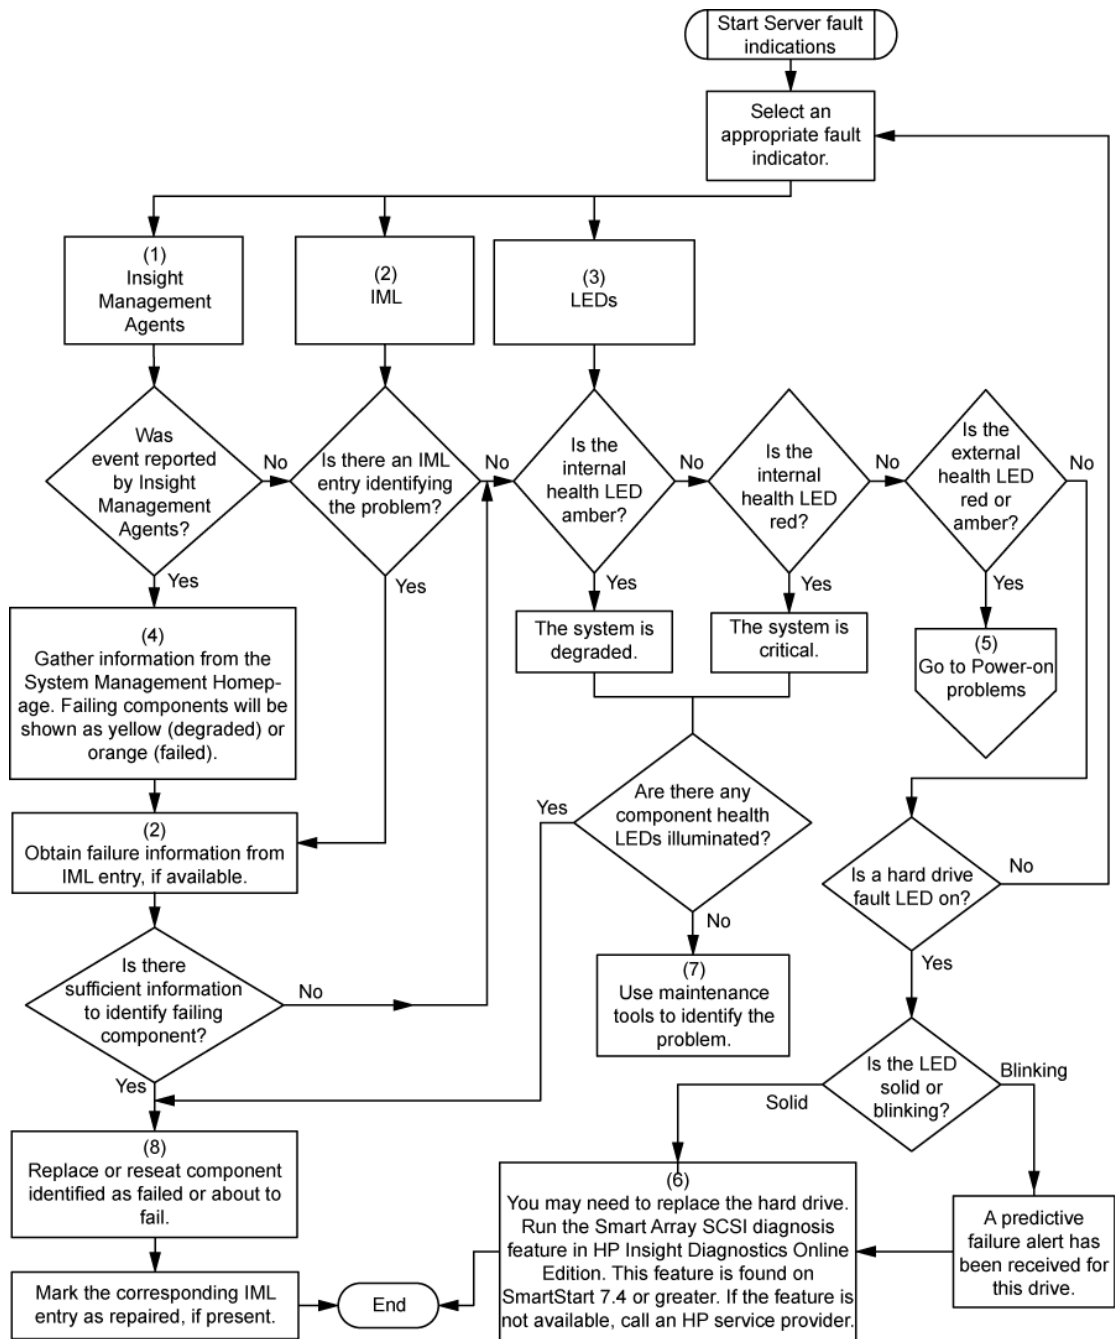 Start Server fault
indications
Select an
appropriate fault
indicator.
(1)
Insight
Management
Agents
(2)
IML
(3)
LEDs
Was
event reported
by Insight
Management
Agents?
No
Yes
Is there an IML
entry identifying
the problem?
No
Yes
Is the
internal
health LED
amber?
No
Yes
Is the
internal
health LED
red?
No
Yes
Is the
external
health LED
red or
amber?
No
Yes
(4)
Gather information from the
System Management Homep-
age. Failing components will be
shown as yellow (degraded) or
orange (failed).
The system is
degraded.
The system is
critical.
(5)
Go to Power-on
problems
(2)
Obtain failure information from
IML entry, if available.
Are there any
component health
LEDs illuminated?
Yes
No
Is a hard drive
fault LED on?
No
Yes
Is there
sufficient information
to identify failing
component?
No
Yes
(7)
Use maintenance
tools to identify the
problem.
Is the LED
solid or
blinking?
Solid
Blinking
(8)
Replace or reseat component
identified as failed or about to
fail.
(6)
You may need to replace the hard drive.
Run the Smart Array SCSI diagnosis
feature in HP Insight Diagnostics Online
Edition. This feature is found on
SmartStart 7.4 or greater. If the feature is
not available, call an HP service provider.
A predictive
failure alert has
been received for
this drive.
Mark the corresponding IML
entry as repaired, if present.
End